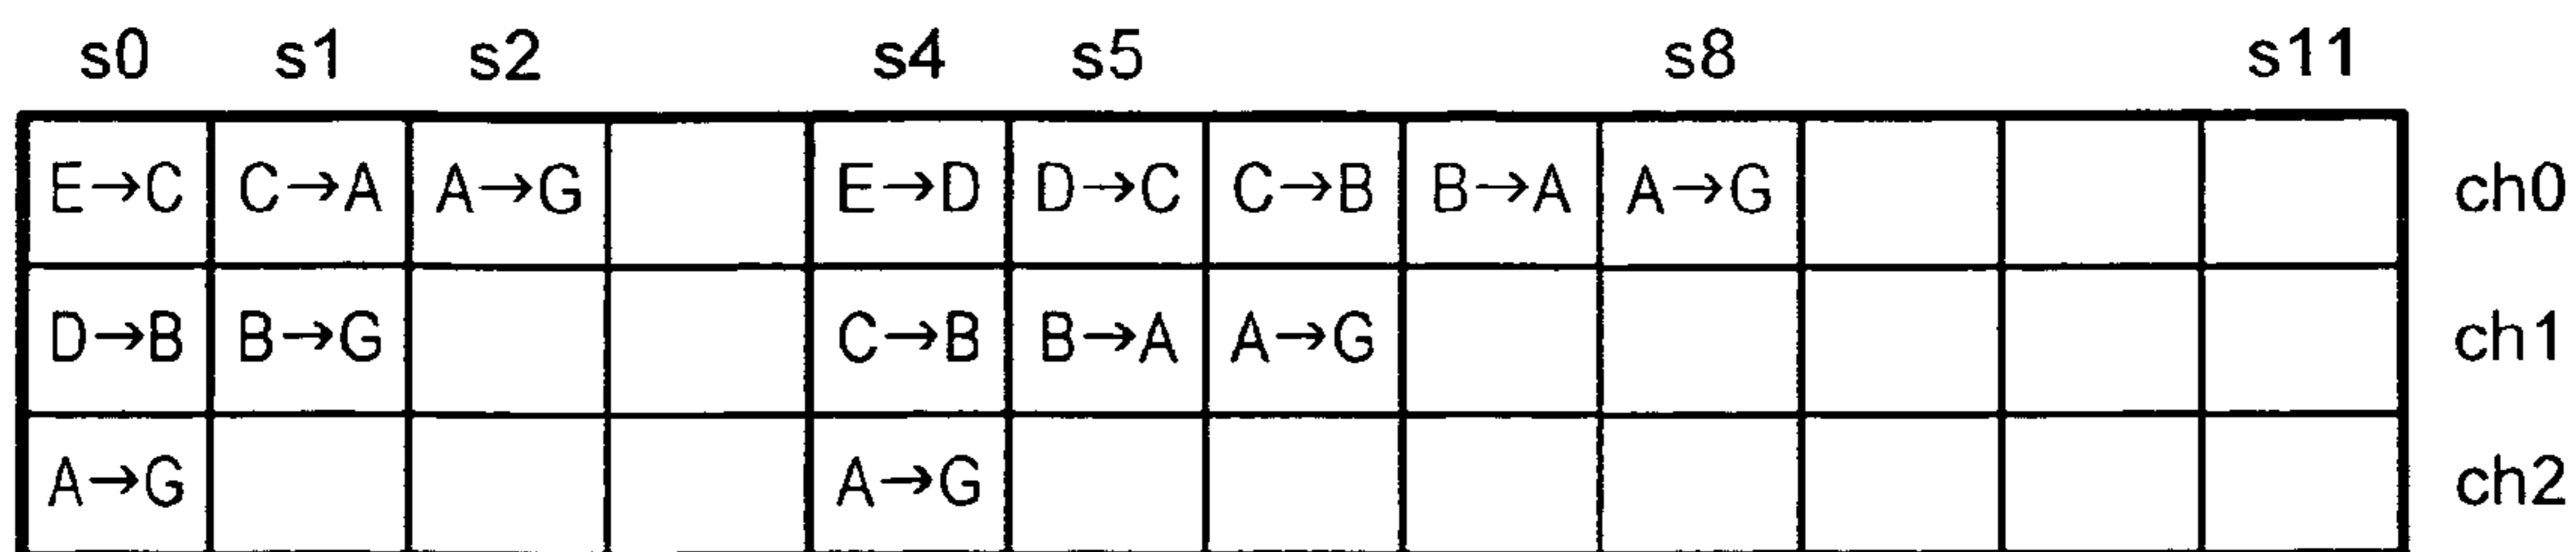 s0 s1 s2 s4 s5 s8 s11
E→C C→A A→G E→D D→C C→B B→A A→G ch0
D→B B→G C→B B→A A→G ch1
A→G A→G ch2